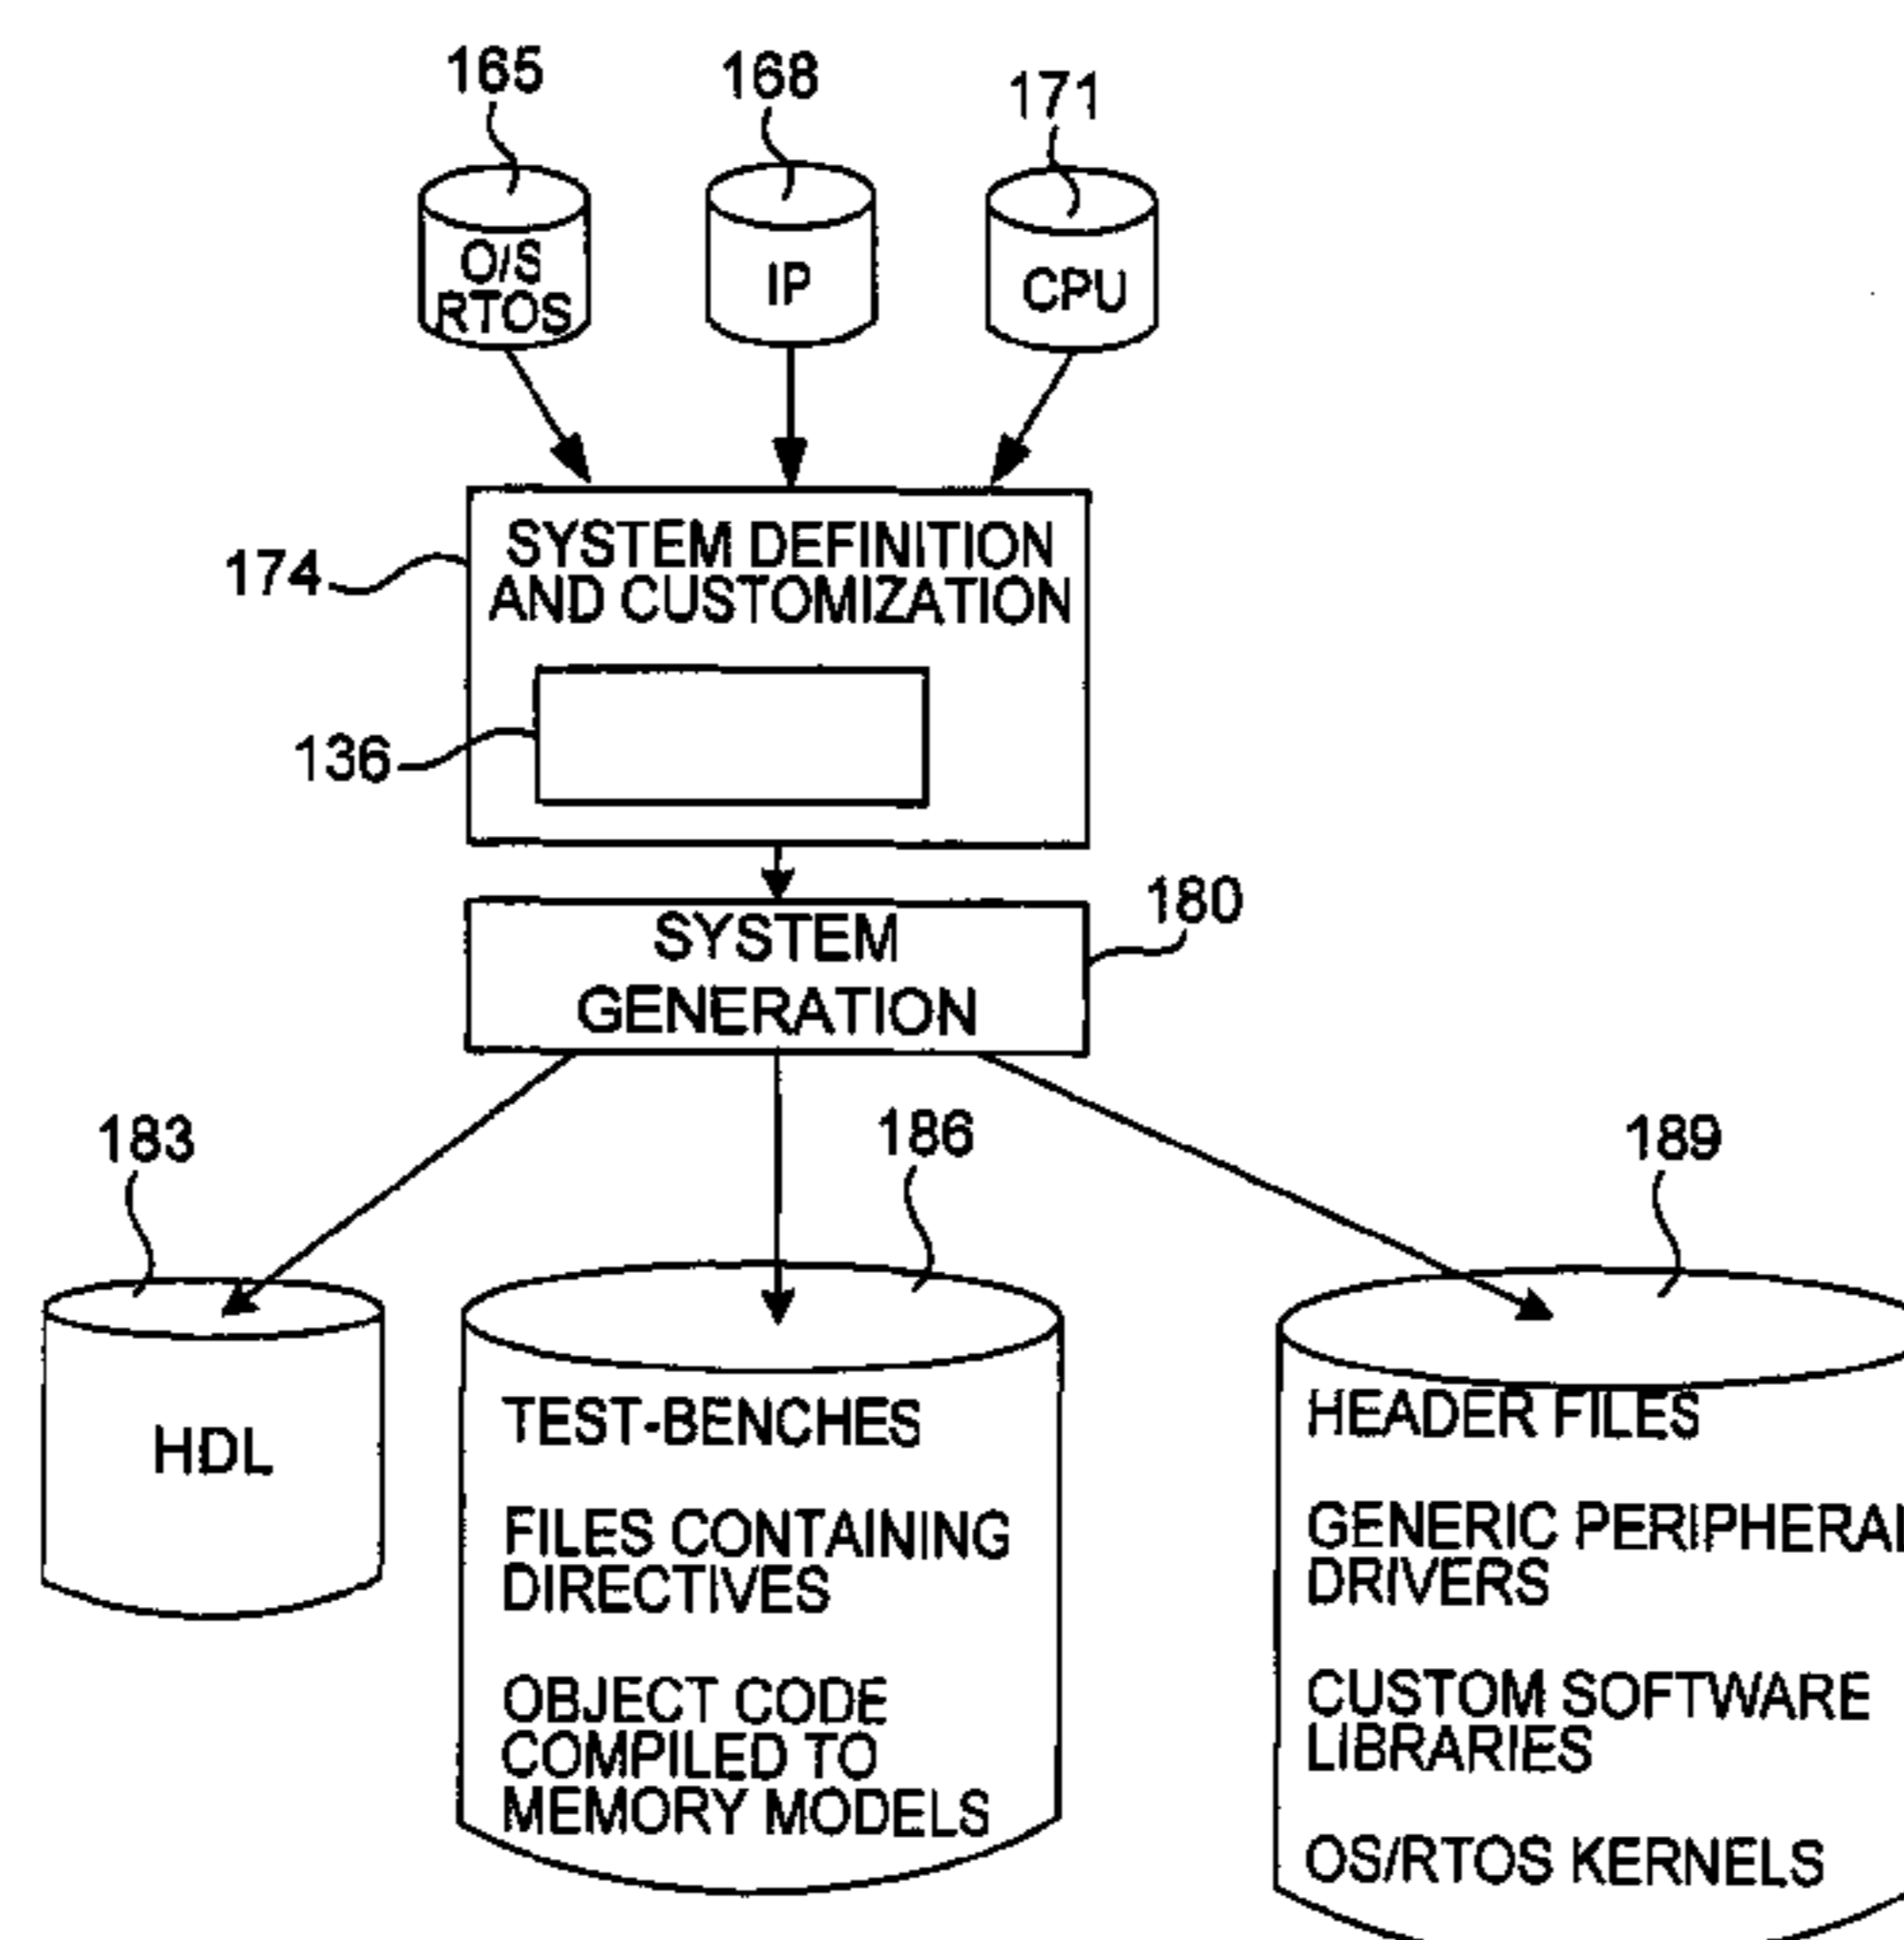 165
168
171
O/S
RTOS
IP
CPU
174
SYSTEM DEFINITION
AND CUSTOMIZATION
136
180
SYSTEM
GENERATION
183
186
189
HDL
TEST-BENCHES
FILES CONTAINING
DIRECTIVES
OBJECT CODE
COMPILED TO
MEMORY MODELS
HEADER FILES
GENERIC PERIPHERAL
DRIVERS
CUSTOM SOFTWARE
LIBRARIES
OS/RTOS KERNELS